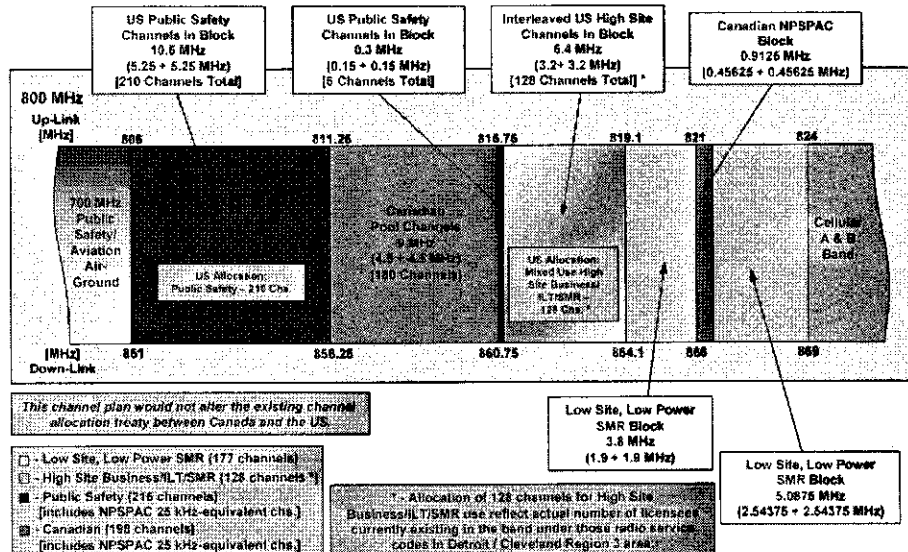 US Public Safety
Channels In Block
10.5 MHz
(5.25 + 5.25 MHz)
[210 Channels Total]
US Public Safety
Channels In Block
0.3 MHz
(0.15 + 0.15 MHz)
[6 Channels Total]
Interleaved US High Site
Channels In Block
6.4 MHz
(3.2+ 3.2 MHz)
[128 Channels Total] *
Canadian NPSPAC
Block
0.9125 MHz
[0.45625 + 0.45625 MHz)
800 MHz
Up-Link
[MHz]
806
811.25
816.75
819.1
821
824
700 MHz
Public
Safety/
Aviation
Air-
Ground
US Allocation:
Public Safety – 210 Chs.
Canadian
Pool Channels
9 MHz
(4.5 + 4.5 MHz)
(180 Channels)
US Allocation:
Mixed Use High
Site Business/
ILT/SMR –
128 Chs. *
Cellular
A & B
Band
[MHz]
Down-Link
851
856.25
860.75
864.1
866
869
This channel plan would not alter the existing channel
allocation treaty between Canada and the US.
Low Site, Low Power
SMR Block
3.8 MHz
(1.9 + 1.9 MHz)
Low Site, Low Power
SMR Block
5.0875 MHz
(2.54375 + 2.54375 MHz)
- Low Site, Low Power SMR (177 channels)
- High Site Business/ILT/SMR (128 channels *)
- Public Safety (216 channels)
[includes NPSPAC 25 kHz-equivalent chs.]
- Canadian (198 channels)
[includes NPSPAC 25 kHz-equivalent chs.]
* - Allocation of 128 channels for High Site
Business/ILT/SMR use reflect actual number of licensees
currently existing in the band under those radio service
codes in Detroit / Cleveland Region 3 area.